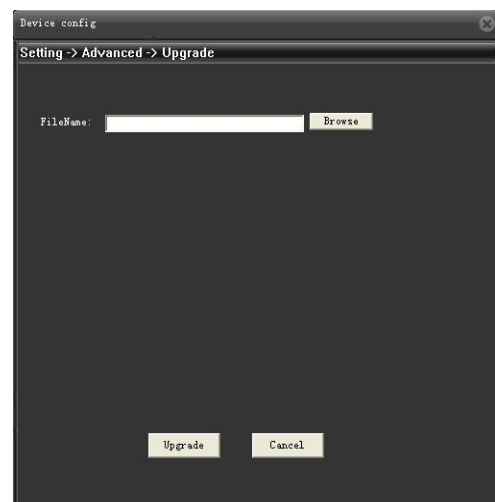 Device config
Setting -> Advanced -> Upgrade
FileName:
Browse
Upgrade
Cancel